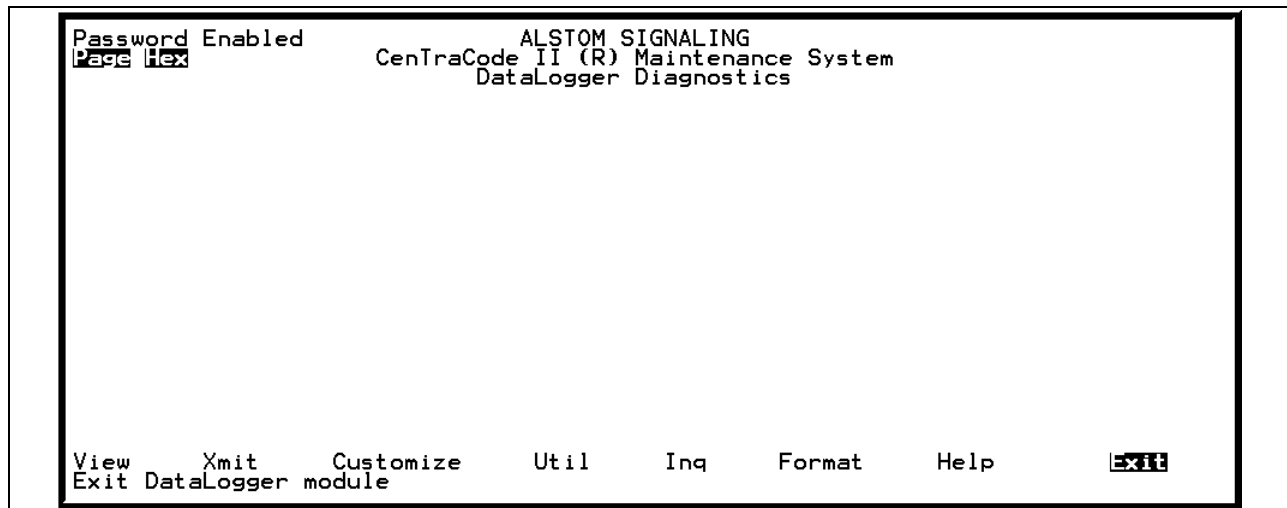 Password Enabled ALSTOM SIGNALING
Page Hex CenTraCode II (R) Maintenance System
DataLogger Diagnostics
View Xmit Customize Util Inq Format Help Exit
Exit DataLogger module